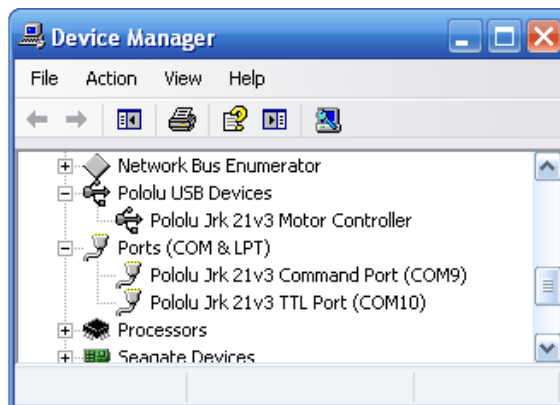 Device Manager
File Action View Help
Network Bus Enumerator
Pololu USB Devices
Pololu Jrk 21v3 Motor Controller
Ports (COM & LPT)
Pololu Jrk 21v3 Command Port (COM9)
Pololu Jrk 21v3 TTL Port (COM10)
Processors
Seagate Devices